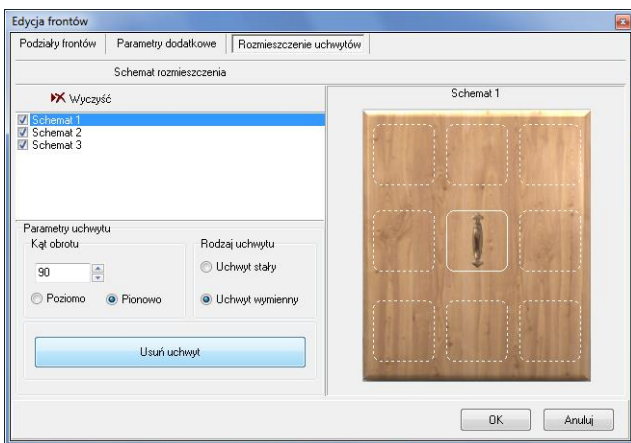 Edycja frontów
Podziały frontów Parametry dodatkowe Rozmieszczenie uchwytów
Schemat rozmieszczenia
Wyczyść
Schemat 1
Schemat 2
Schemat 3
Schemat 1
Parametry uchwytu
Kąt obrotu
90
Poziomo Pionowo
Rodzaj uchwytu
Uchwyt stały
Uchwyt wymienny
Usuń uchwyt
OK Anuluj